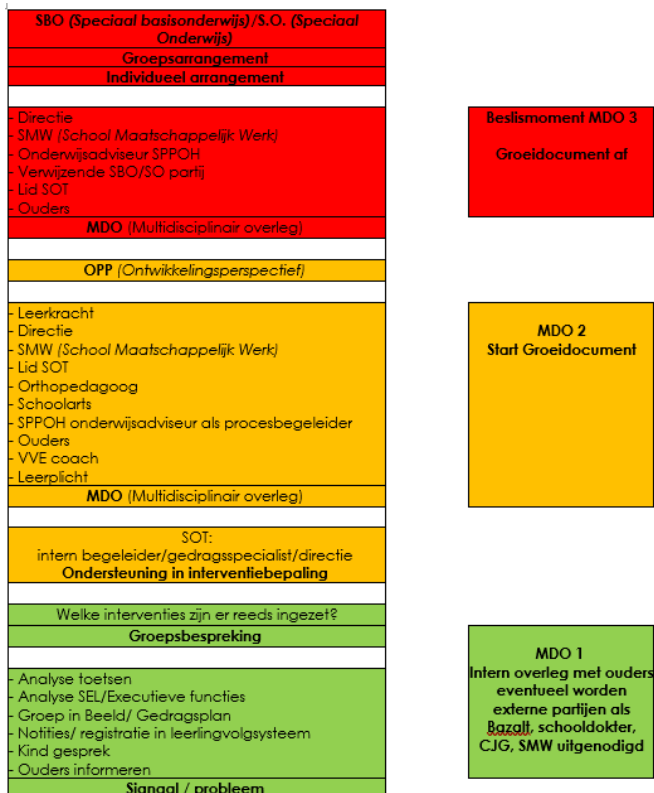 SBO (Speciaal basisonderwijs)/S.O. (Speciaal
Onderwijs)
Groepsarrangement
Individueel arrangement
- Directie
- SMW (School Maatschappelijk Werk)
- Onderwijsadviseur SPPOH
- Verwijzende SBO/SO partij
- Lid SOT
- Ouders
MDO (Multidisciplinair overleg)
Beslismoment MDO 3
Groeidocument af
OPP (Ontwikkelingsperspectief)
- Leerkracht
- Directie
- SMW (School Maatschappelijk Werk)
- Lid SOT
- Orthopedagoog
- Schoolarts
- SPPOH onderwijsadviseur als procesbegeleider
- Ouders
- VVE coach
- Leerplicht
MDO (Multidisciplinair overleg)
MDO 2
Start Groeidocument
SOT:
intern begeleider/gedragsspecialist/directie
Ondersteuning in interventiebepaling
Welke interventies zijn er reeds ingezet?
Groepsbespreking
- Analyse toetsen
- Analyse SEL/Executieve functies
- Groep in Beeld/ Gedragsplan
- Notities/ registratie in leerlingvolgsysteem
- Kind gesprek
- Ouders informeren
Signaal / probleem
MDO 1
Intern overleg met ouders
eventueel worden
externe partijen als
Bazalt, schooldokter,
CJG, SMW uitgenodigd